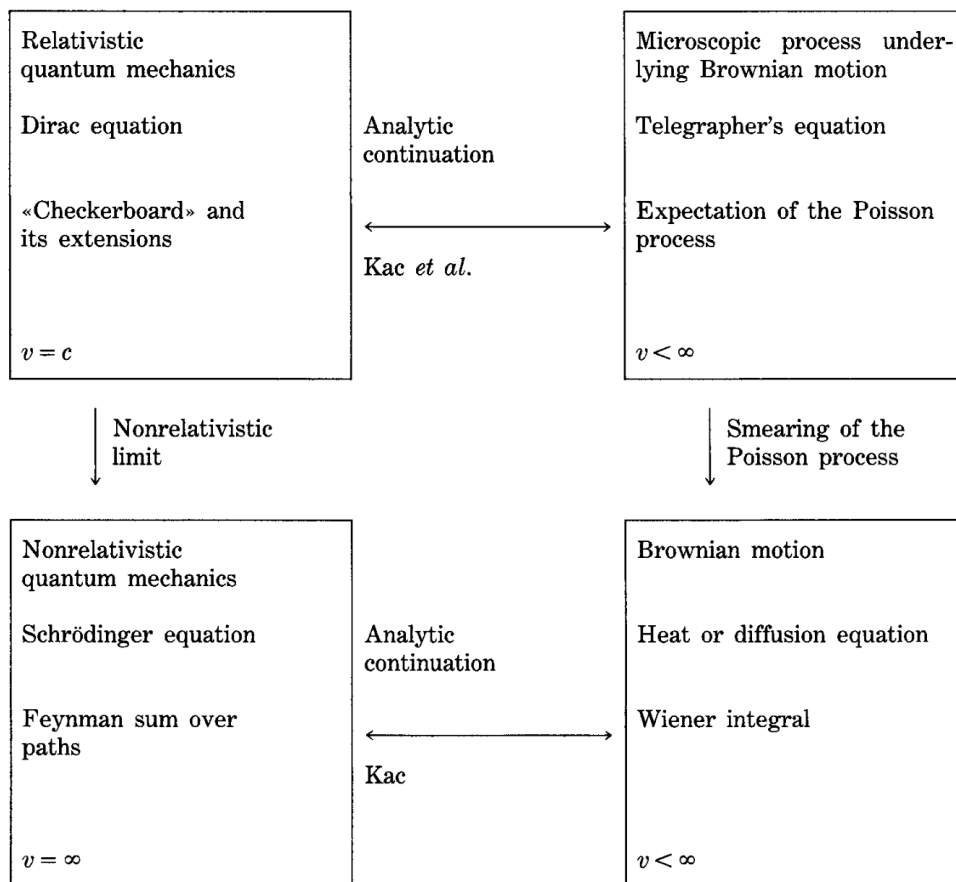 Relativistic
quantum mechanics
Dirac equation
«Checkerboard» and
its extensions
v = c
Analytic
continuation
Kac et al.
Microscopic process under-
lying Brownian motion
Telegrapher's equation
Expectation of the Poisson
process
v < ∞
Nonrelativistic
limit
Smearing of the
Poisson process
Nonrelativistic
quantum mechanics
Schrödinger equation
Feynman sum over
paths
v = ∞
Analytic
continuation
Kac
Brownian motion
Heat or diffusion equation
Wiener integral
v < ∞